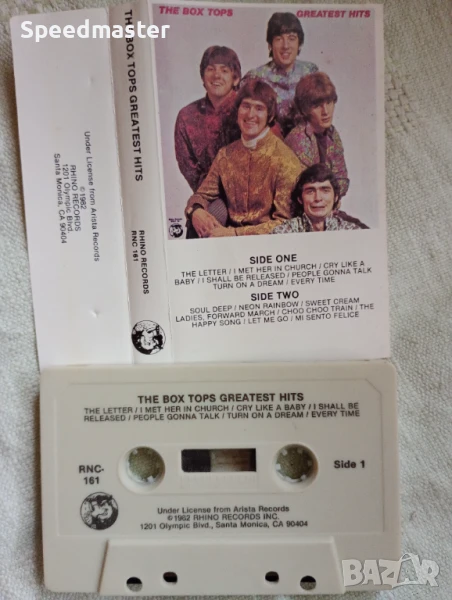 Speedmaster
Speedmaster
THE BOX TOPS GREATEST HITS
THE BOX TOPS GREATEST HITS
RHINO RECORDS
RNC 161
Under License from Arista Records
©1982
RHINO RECORDS
1201 Olympic Blvd.
Santa Monica, CA 90404
SIDE ONE
THE LETTER / I MET HER IN CHURCH / CRY LIKE A
BABY / I SHALL BE RELEASED / PEOPLE GONNA TALK
TURN ON A DREAM / EVERY TIME
SIDE TWO
SOUL DEEP / NEON RAINBOW / SWEET CREAM
LADIES, FORWARD MARCH / CHOO CHOO TRAIN / THE
HAPPY SONG / LET ME GO / MI SENTO FELICE
THE BOX TOPS GREATEST HITS
THE LETTER / I MET HER IN CHURCH / CRY LIKE A BABY / I SHALL BE
RELEASED / PEOPLE GONNA TALK / TURN ON A DREAM / EVERY TIME
RNC-
161
Side 1
Under License from Arista Records
©1982 RHINO RECORDS INC.
1201 Olympic Blvd., Santa Monica, CA 90404
BAZAR